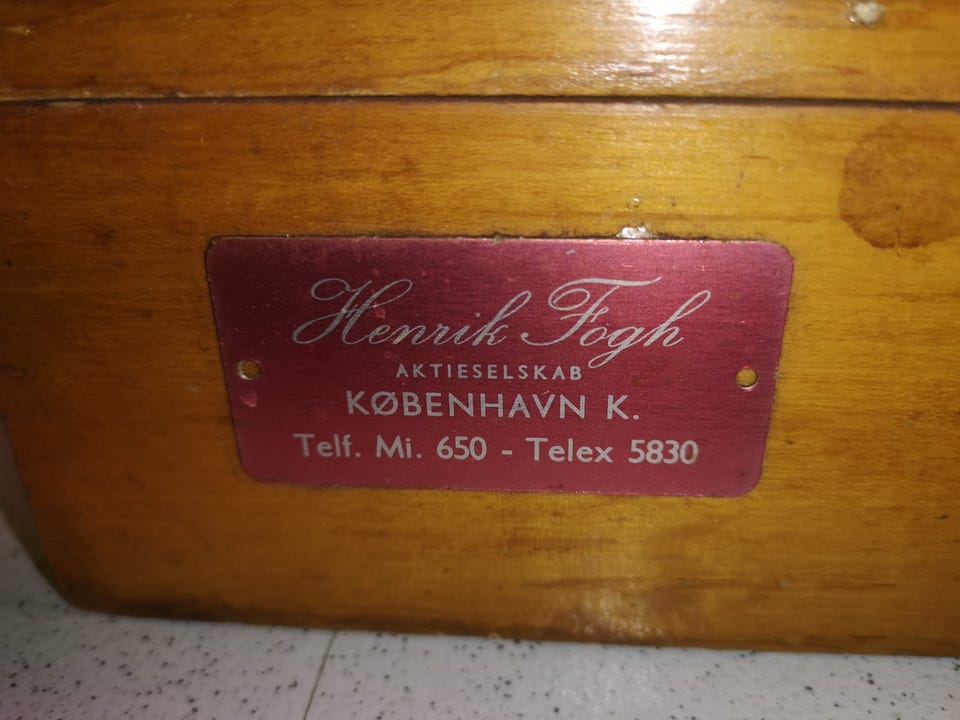 Henrik Fogh
AKTIESELSKAB
KØBENHAVN K.
Telf. Mi. 650 - Telex 5830